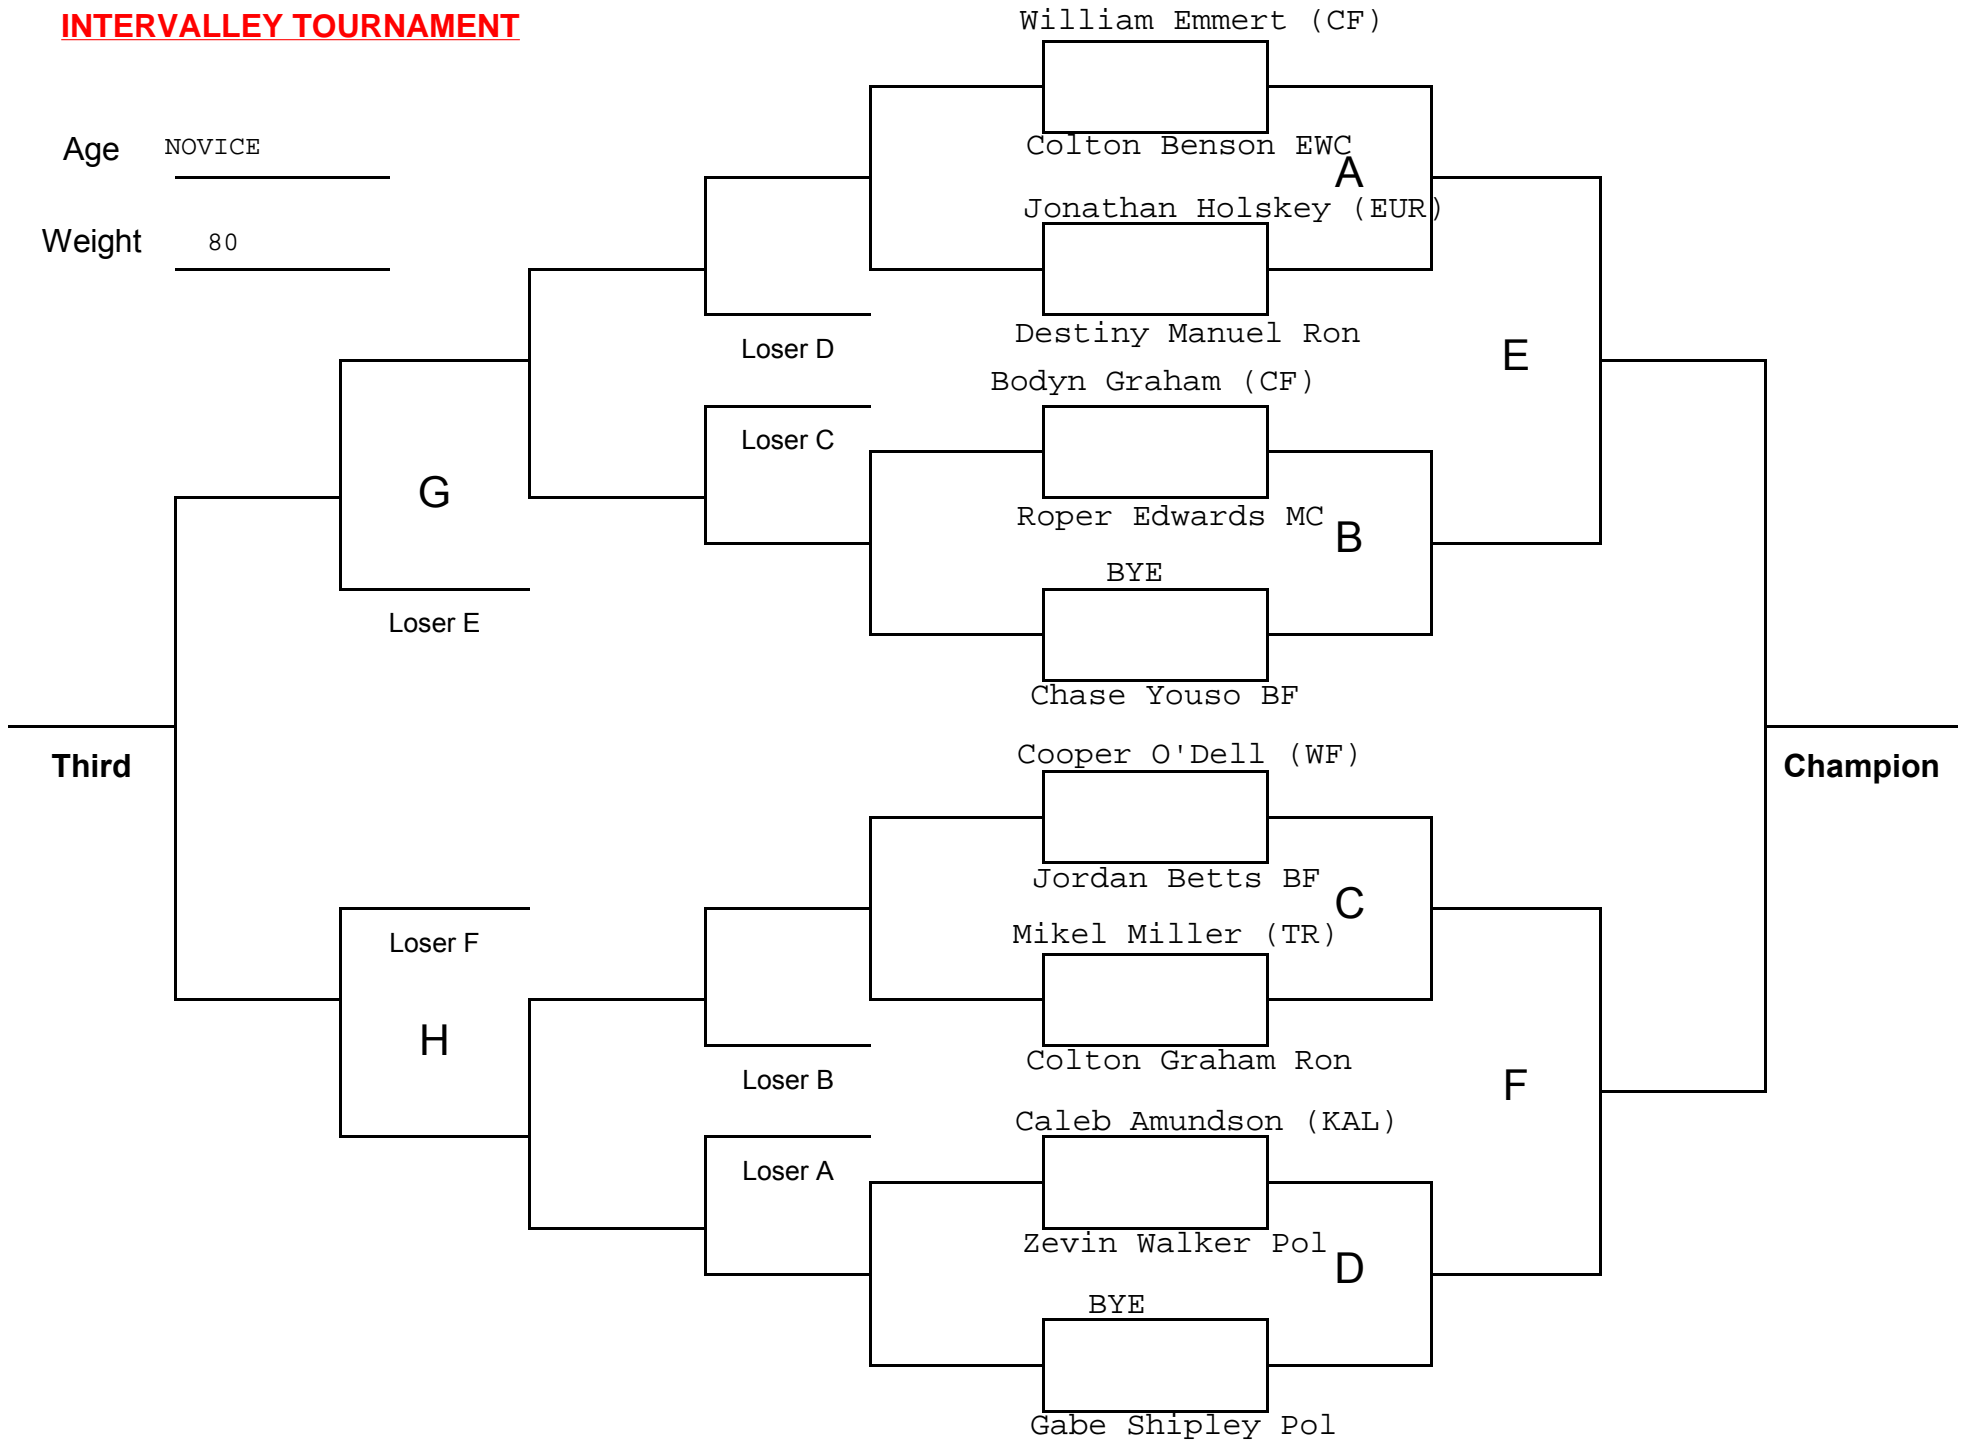 INTERVALLEY TOURNAMENT
William Emmert (CF)
Age NOVICE
Colton Benson EWC
A
Jonathan Holskey (EUR)
Weight 80
Destiny Manuel Ron
Loser D
E
Bodyn Graham (CF)
Loser C
G
Roper Edwards MC
B
BYE
Loser E
Chase Youso BF
Cooper O'Dell (WF)
Third
Champion
Jordan Betts BF
C
Mikel Miller (TR)
Loser F
H
Colton Graham Ron
Loser B
F
Caleb Amundson (KAL)
Loser A
Zevin Walker Pol
D
BYE
Gabe Shipley Pol